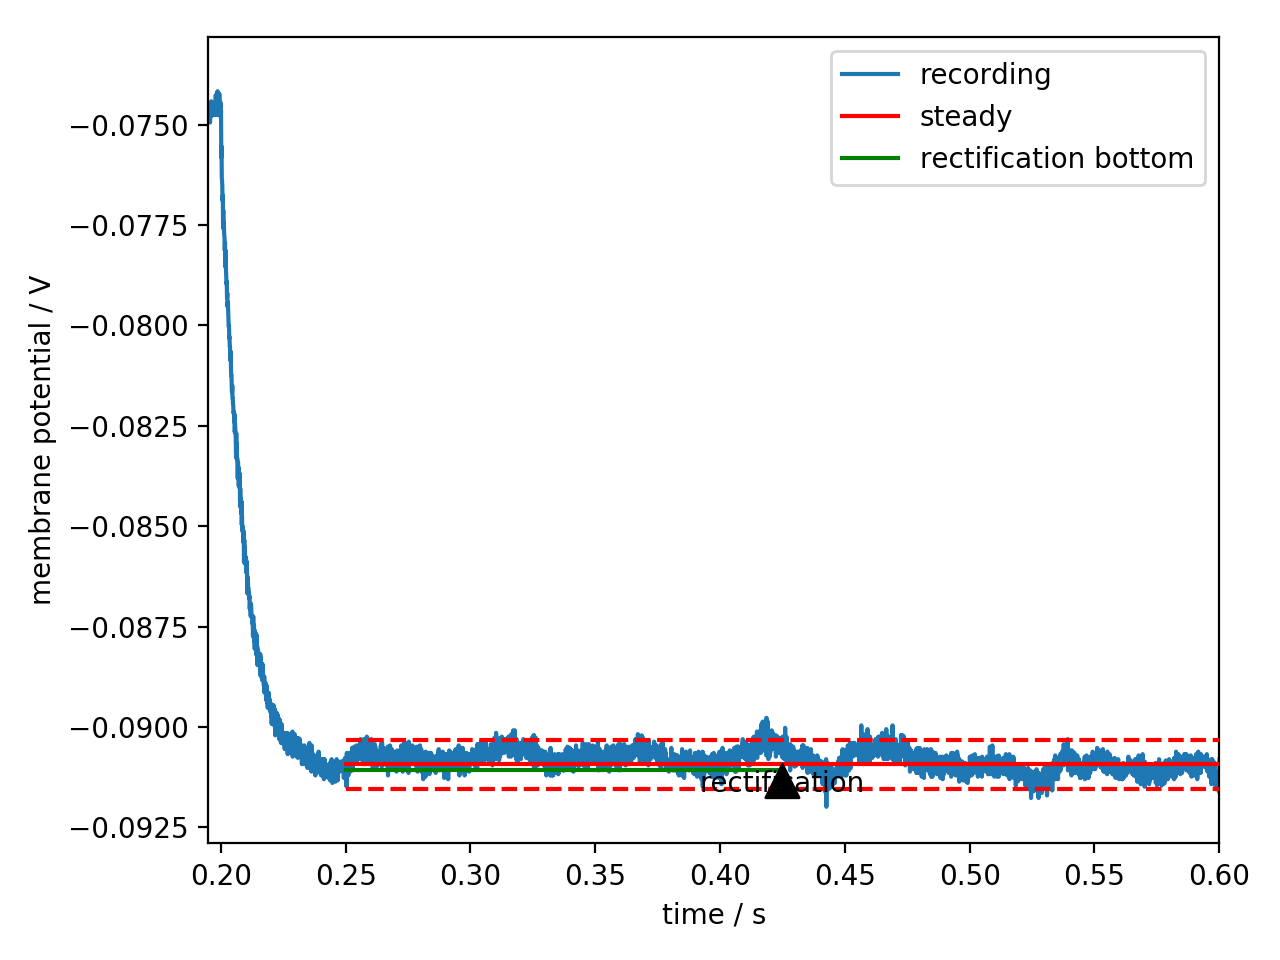 recording
steady
rectification bottom
−0.0750
−0.0775
−0.0800
−0.0825
−0.0850
−0.0875
−0.0900
−0.0925
membrane potential / V
rectification
0.20 0.25 0.30 0.35 0.40 0.45 0.50 0.55 0.60
time / s